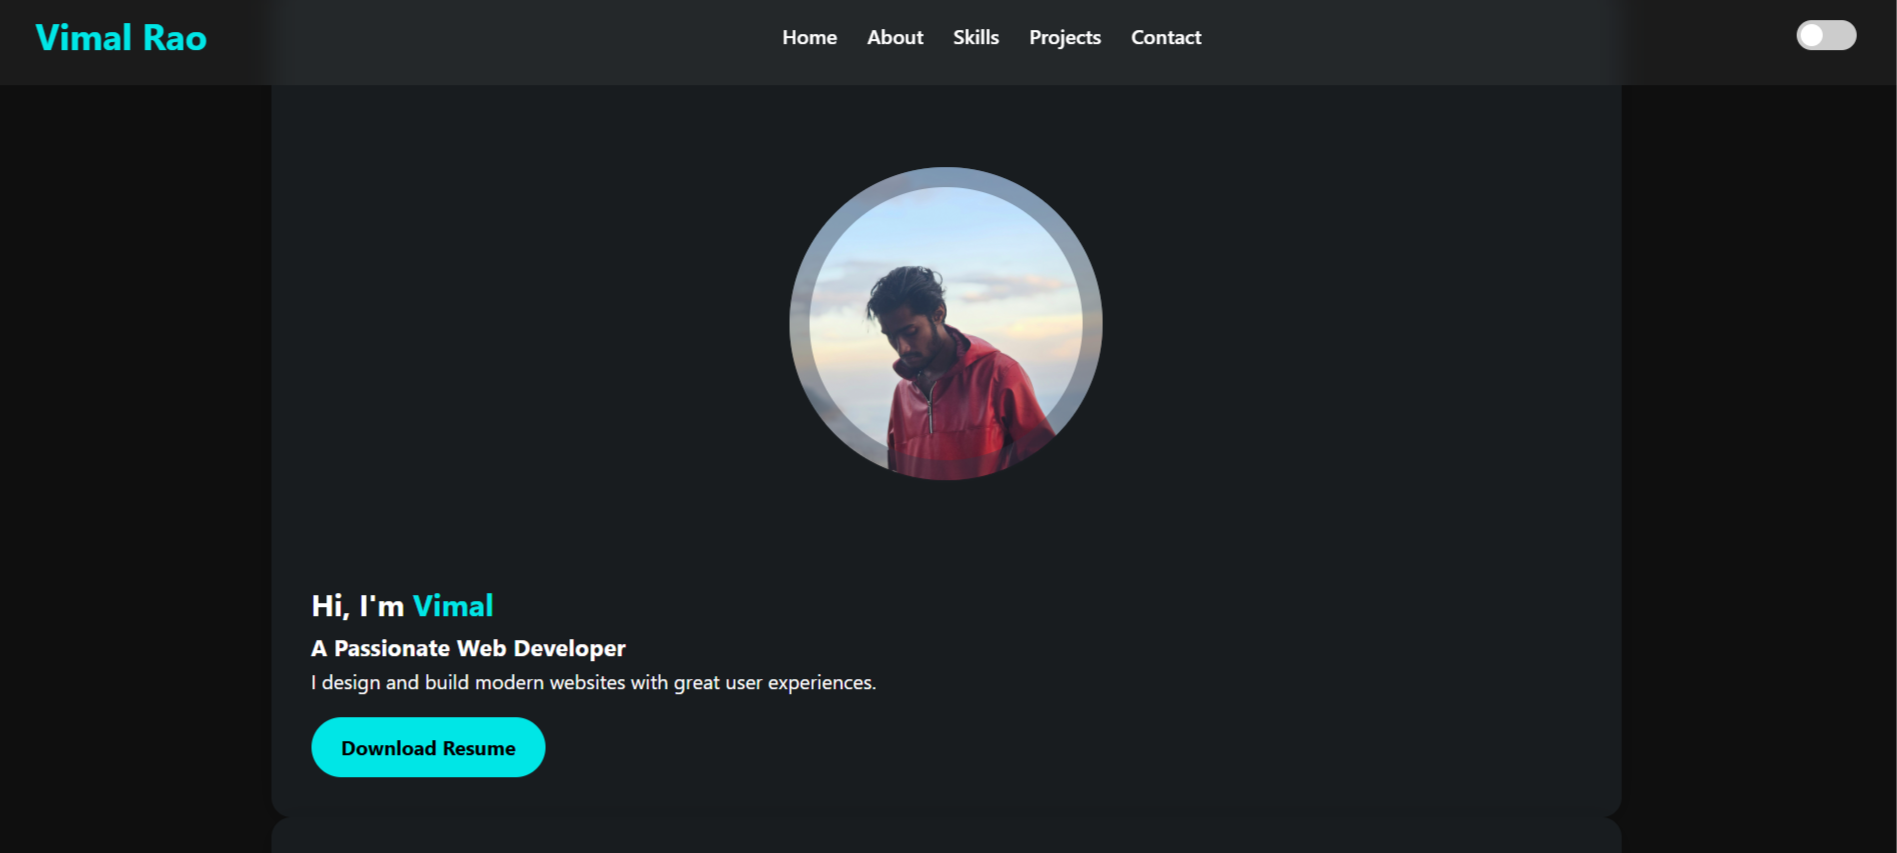 Vimal Rao
Home About Skills Projects Contact
Hi, I'm Vimal
A Passionate Web Developer
I design and build modern websites with great user experiences.
Download Resume